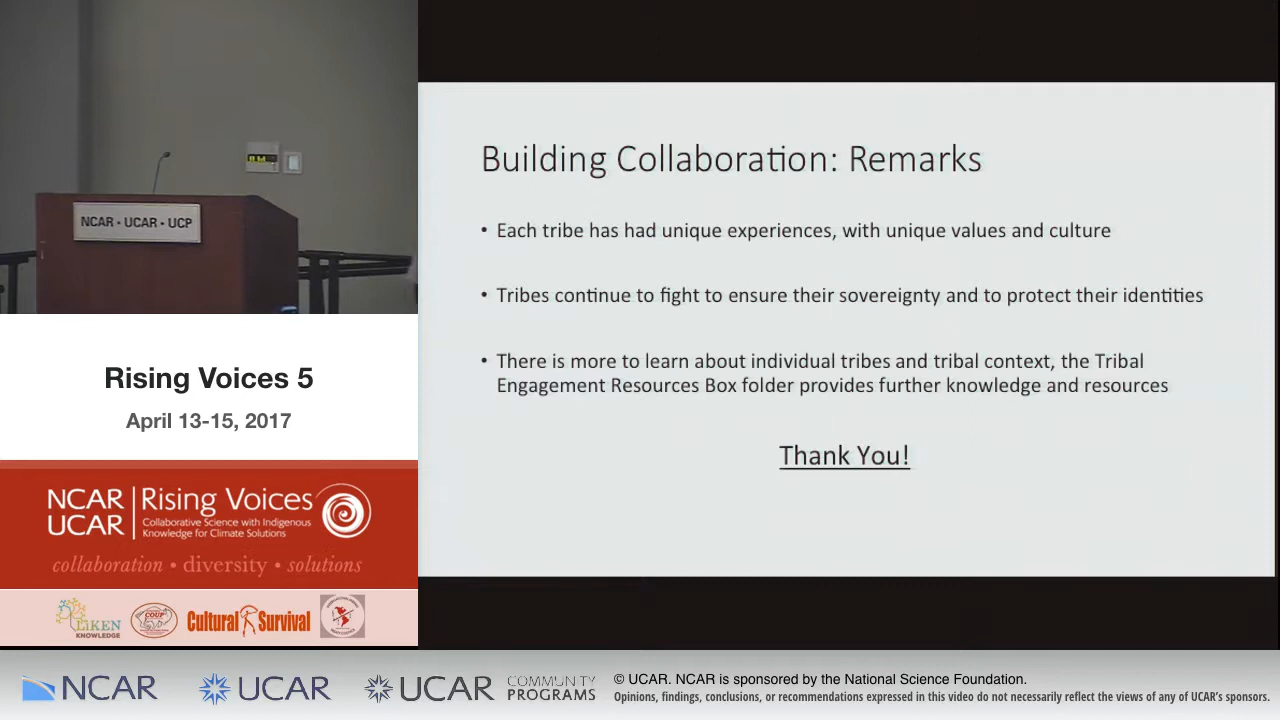 NCAR • UCAR • UCP
Building Collaboration: Remarks
• Each tribe has had unique experiences, with unique values and culture
• Tribes continue to fight to ensure their sovereignty and to protect their identities
• There is more to learn about individual tribes and tribal context, the Tribal
Engagement Resources Box folder provides further knowledge and resources
Thank You!
Rising Voices 5
April 13-15, 2017
NCAR
UCAR
Rising Voices
Collaborative Science with Indigenous
Knowledge for Climate Solutions
collaboration • diversity • solutions
LiKEN
KNOWLEDGE
COUP
Cultural Survival
NCAR
UCAR
UCAR
COMMUNITY
PROGRAMS
© UCAR. NCAR is sponsored by the National Science Foundation.
Opinions, findings, conclusions, or recommendations expressed in this video do not necessarily reflect the views of any of UCAR's sponsors.